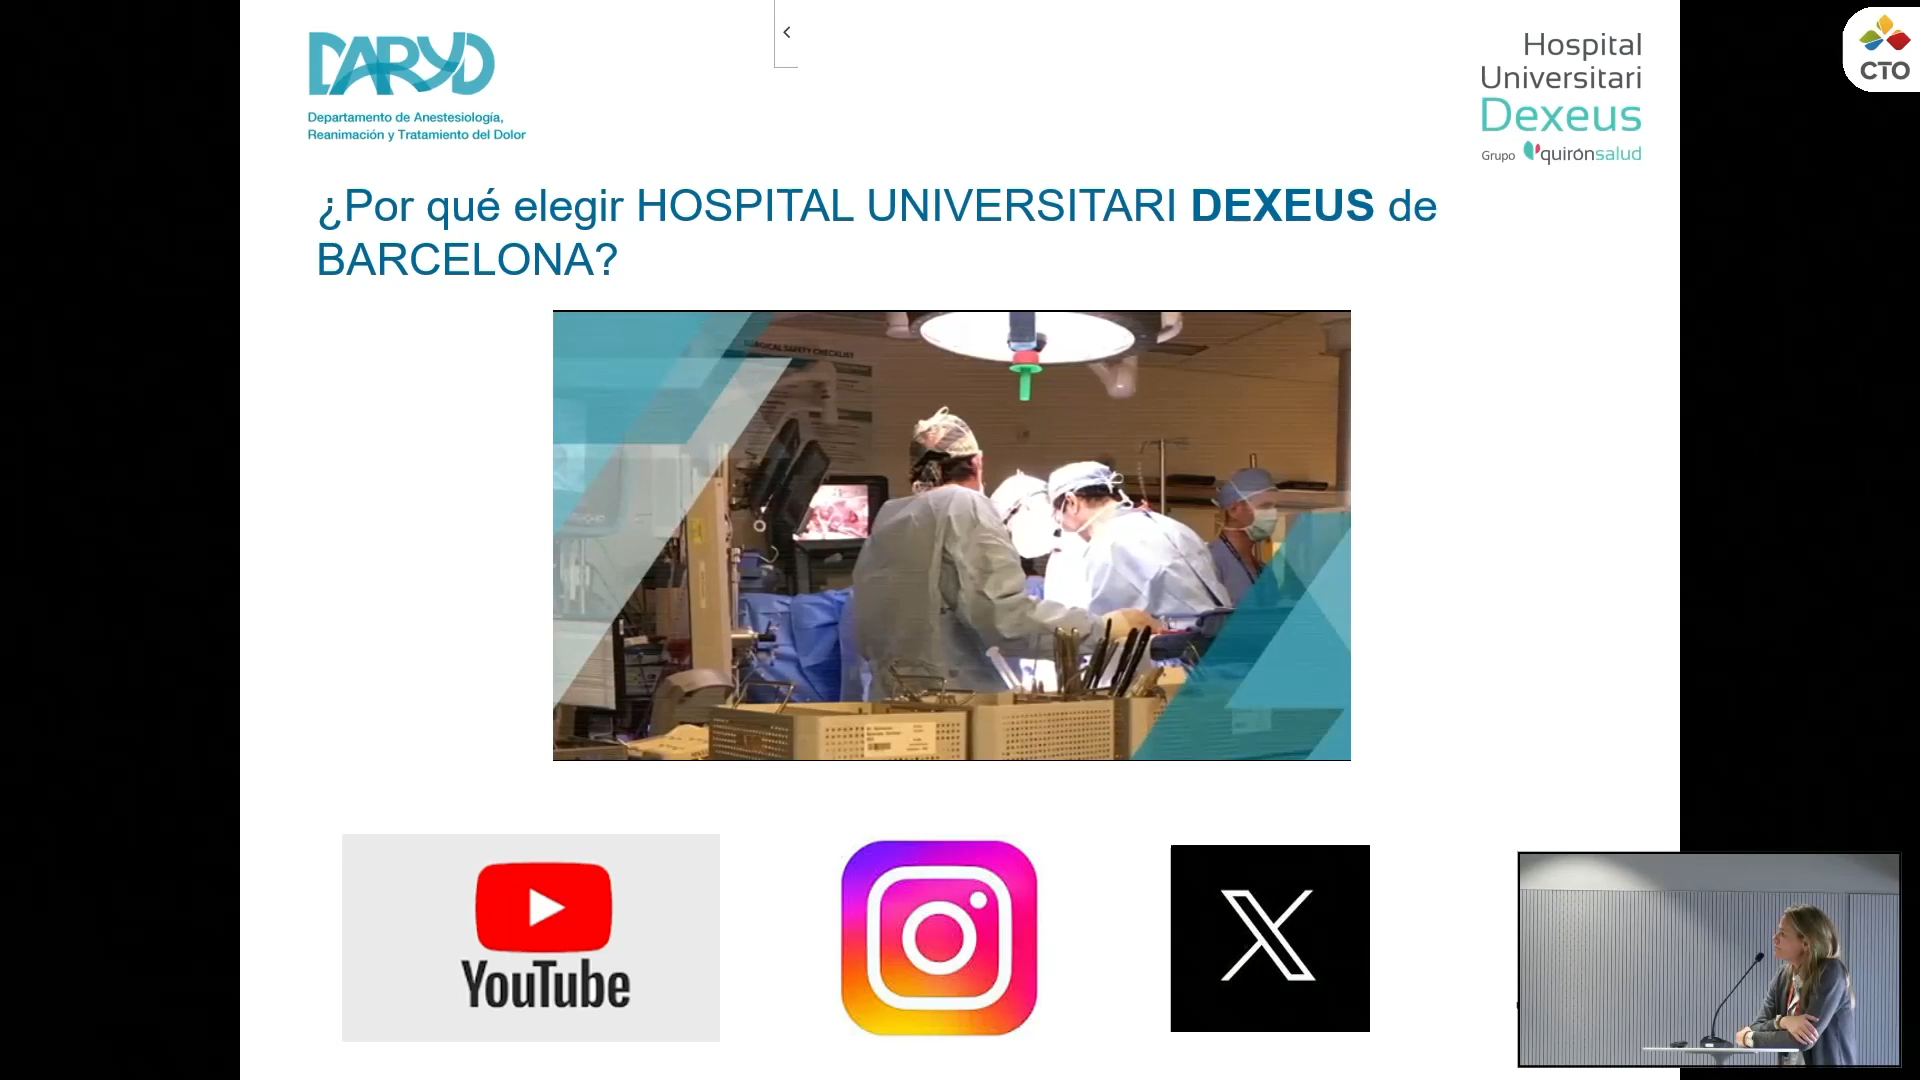 DARYD
Departamento de Anestesiología,
Reanimación y Tratamiento del Dolor
Hospital
Universitari
Dexeus
Grupo quirónsalud
CTO
¿Por qué elegir HOSPITAL UNIVERSITARI DEXEUS de
BARCELONA?
SURGICAL SAFETY CHECKLIST
YouTube